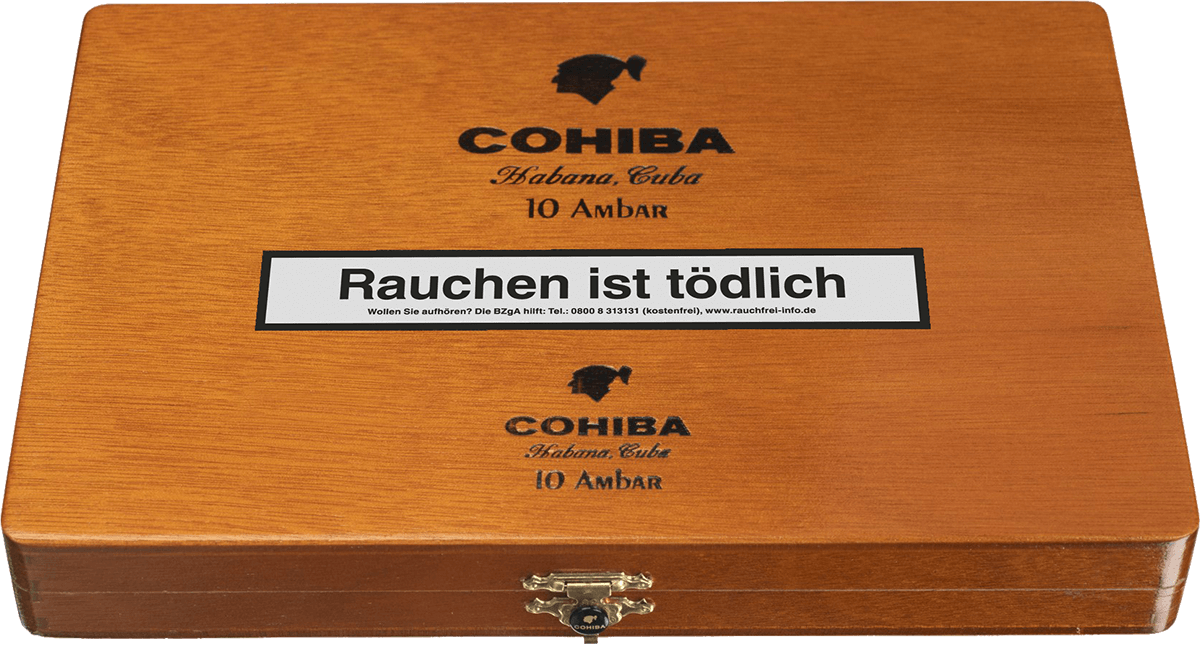 COHIBA
Habana, Cuba
10 AMBAR
Rauchen ist tödlich
Wollen Sie aufhören? Die BZgA hilft: Tel.: 0800 8 313131 (kostenfrei), www.rauchfrei-info.de
COHIBA
Habana, Cuba
10 AMBAR
COHIBA